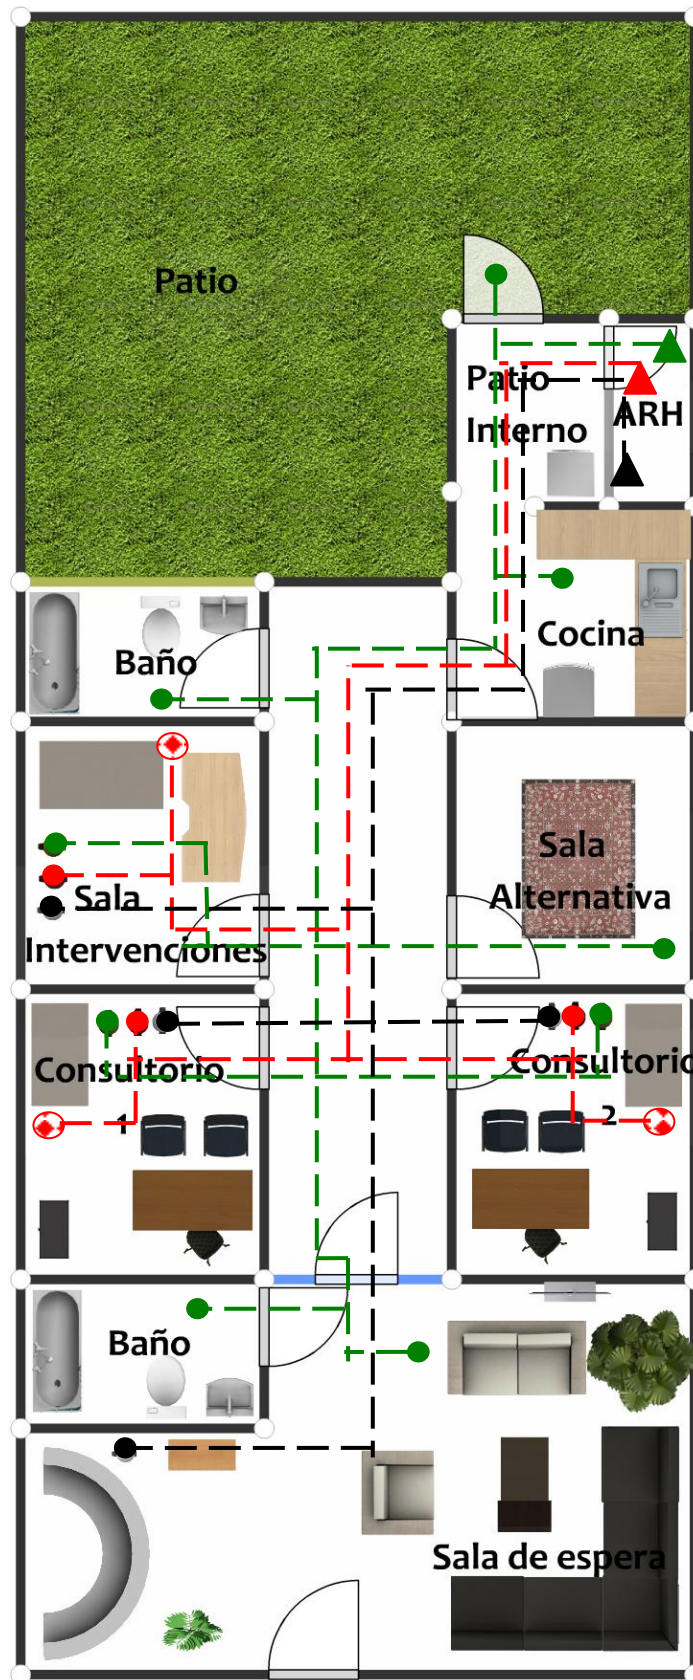 Patio
Patio
Interno
ARH
Cocina
Baño
Sala
Intervenciones
Sala
Alternativa
Consultorio
1
Consultorio
2
Baño
Sala de espera